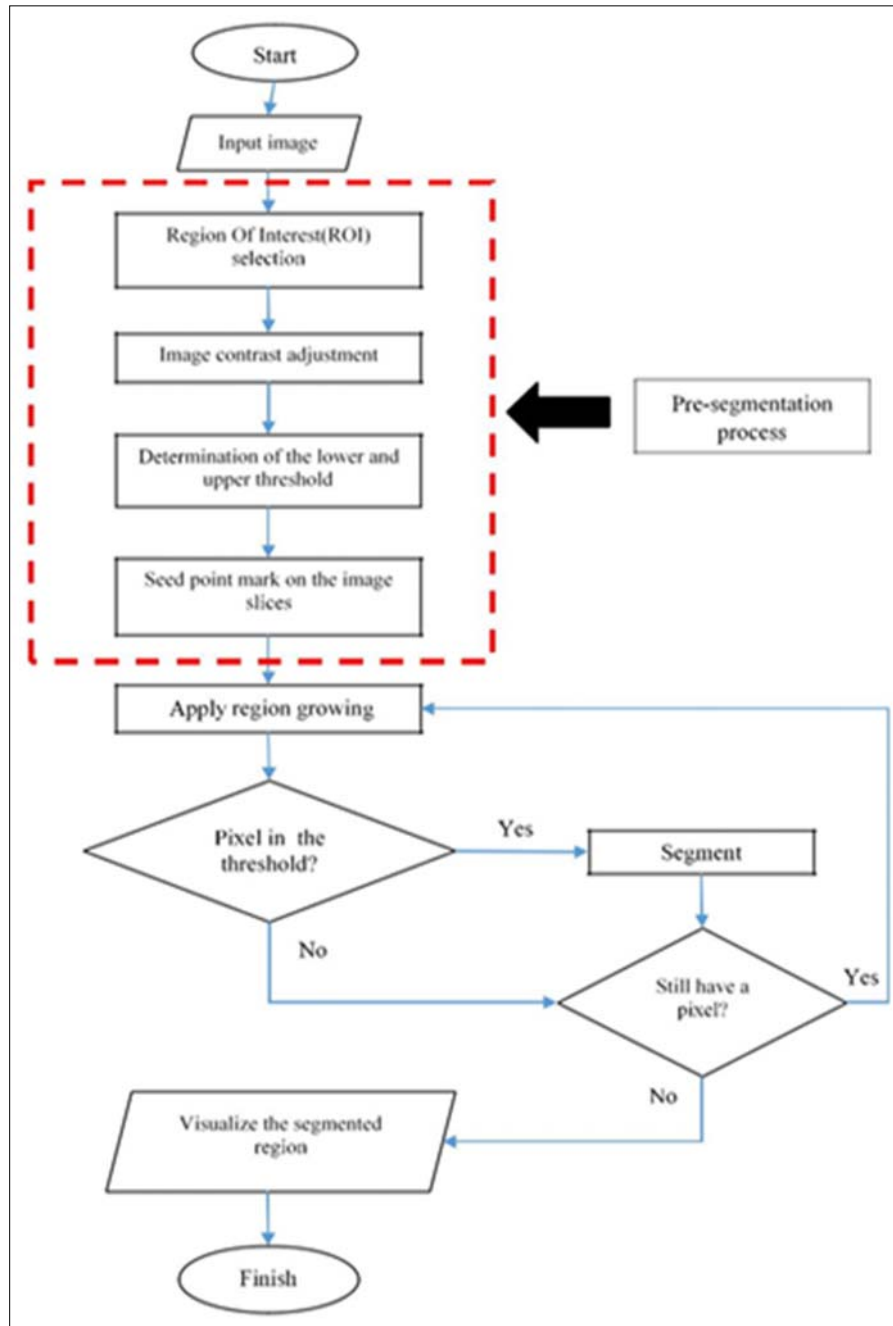 Start
Input image
Region Of Interest(ROI)
selection
Image contrast adjustment
Pre-segmentation
process
Determination of the lower and
upper threshold
Seed point mark on the image
slices
Apply region growing
Pixel in the
threshold?
Yes
Segment
No
Still have a
pixel?
Yes
No
Visualize the segmented
region
Finish